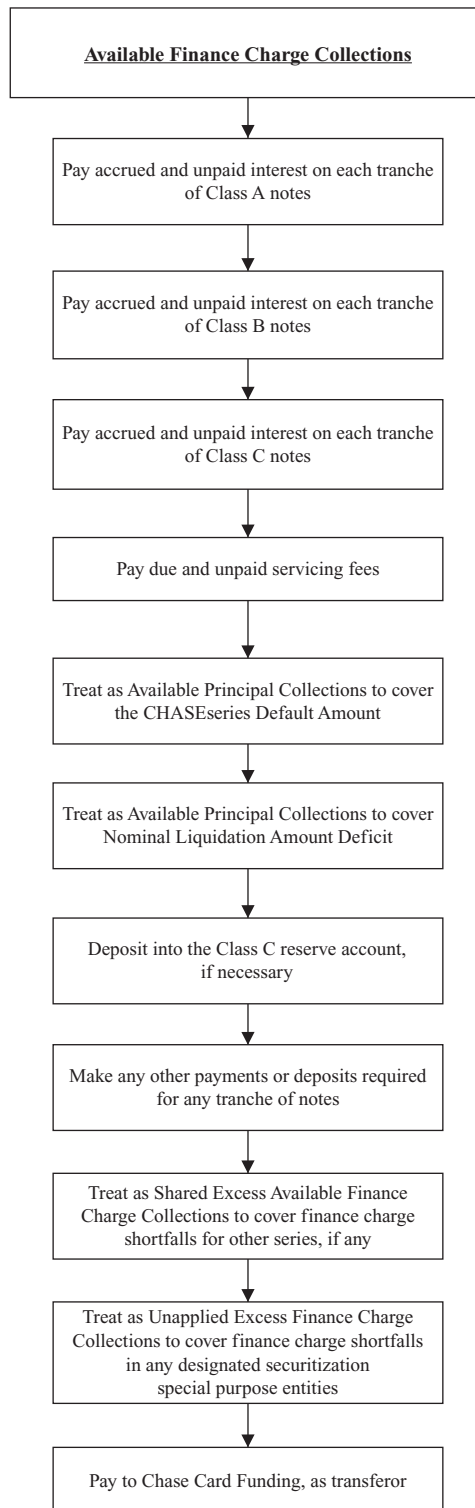 Available Finance Charge Collections
Pay accrued and unpaid interest on each tranche
of Class A notes
Pay accrued and unpaid interest on each tranche
of Class B notes
Pay accrued and unpaid interest on each tranche
of Class C notes
Pay due and unpaid servicing fees
Treat as Available Principal Collections to cover
the CHASEseries Default Amount
Treat as Available Principal Collections to cover
Nominal Liquidation Amount Deficit
Deposit into the Class C reserve account,
if necessary
Make any other payments or deposits required
for any tranche of notes
Treat as Shared Excess Available Finance
Charge Collections to cover finance charge
shortfalls for other series, if any
Treat as Unapplied Excess Finance Charge
Collections to cover finance charge shortfalls
in any designated securitization
special purpose entities
Pay to Chase Card Funding, as transferor